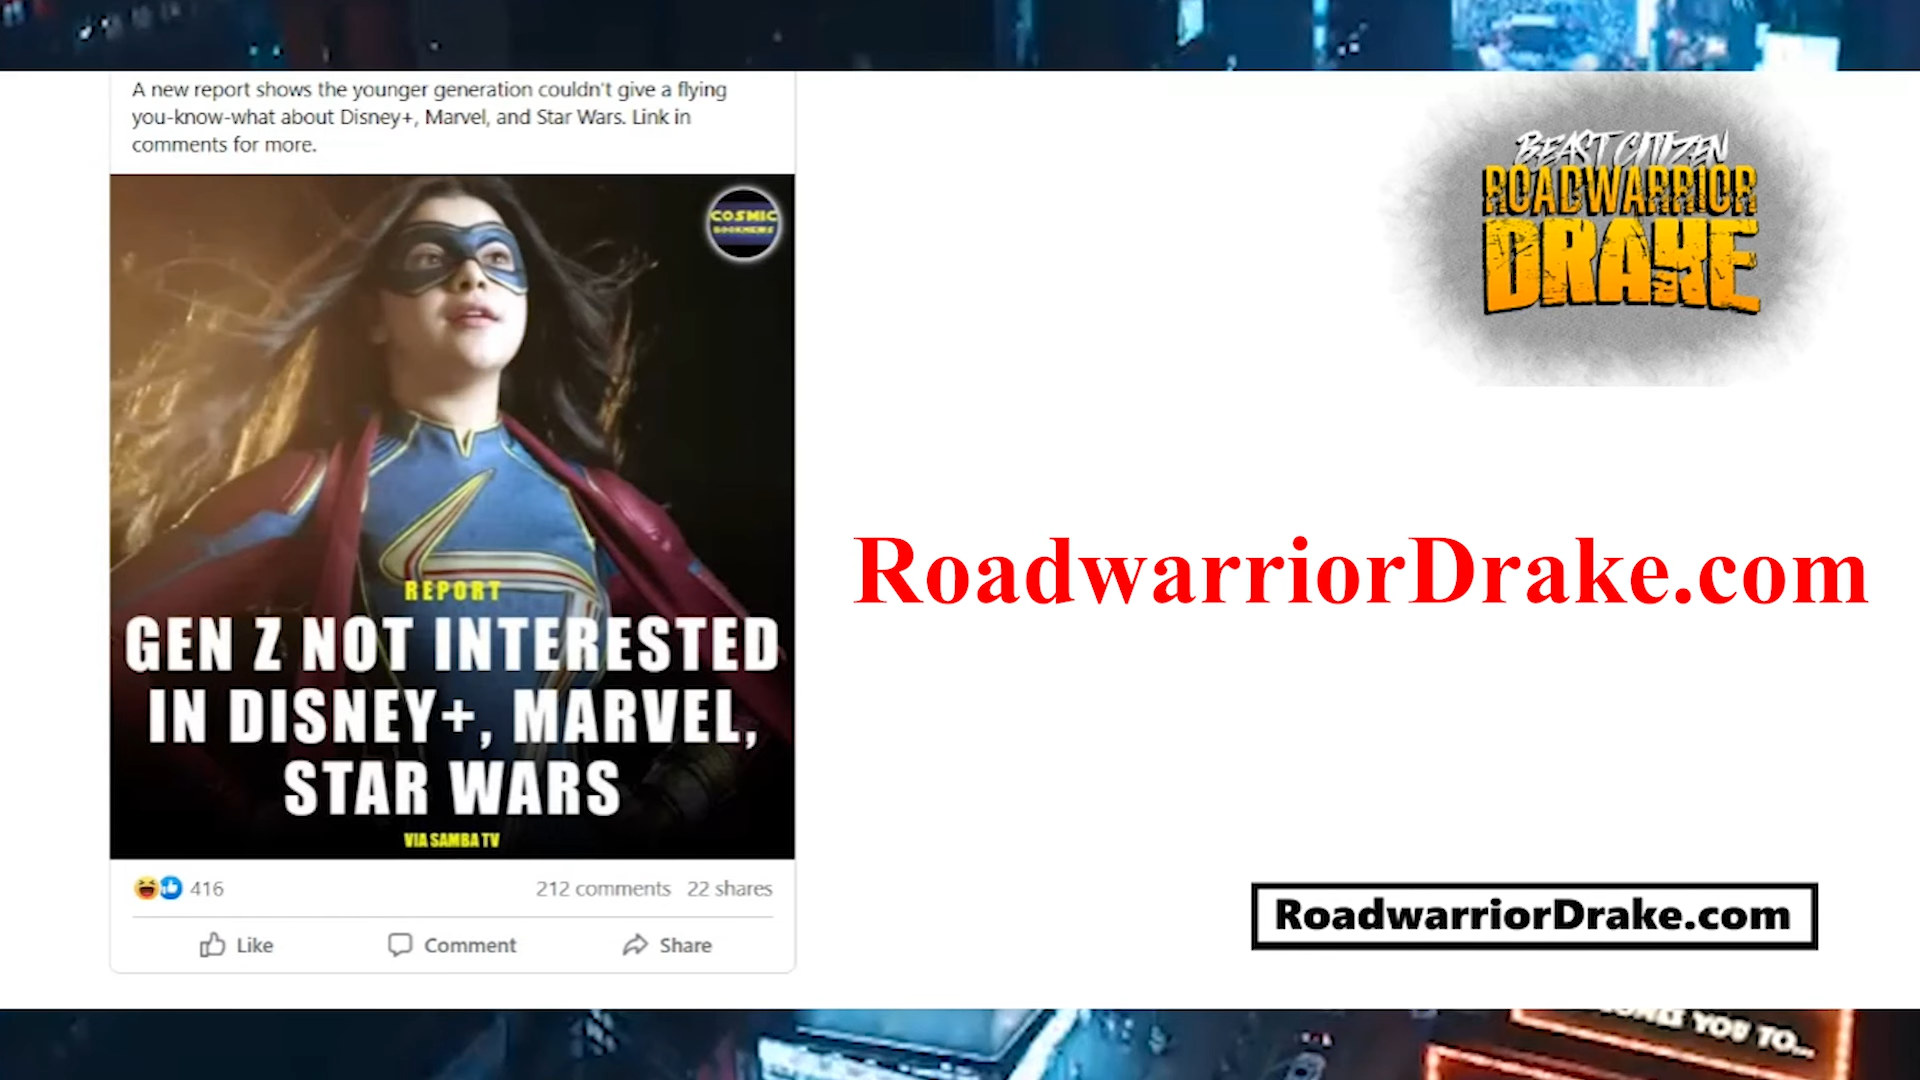 A new report shows the younger generation couldn't give a flying
you-know-what about Disney+, Marvel, and Star Wars. Link in
comments for more.
COSMIC
BOOKNEWS
REPORT
GEN Z NOT INTERESTED
IN DISNEY+, MARVEL,
STAR WARS
VIA SAMBA TV
416
212 comments 22 shares
Like Comment Share
BEAST CITIZEN
ROADWARRIOR
DRAKE
RoadwarriorDrake.com
RoadwarriorDrake.com
YOU TO...